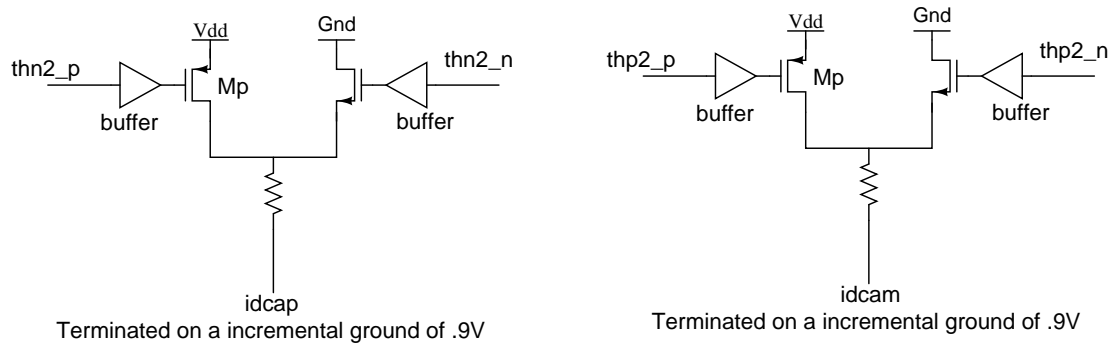 Vdd
Gnd
thn2_p
thn2_n
Mp
buffer
buffer
idcap
Terminated on a incremental ground of .9V
Vdd
Gnd
thp2_p
thp2_n
Mp
buffer
buffer
idcam
Terminated on a incremental ground of .9V